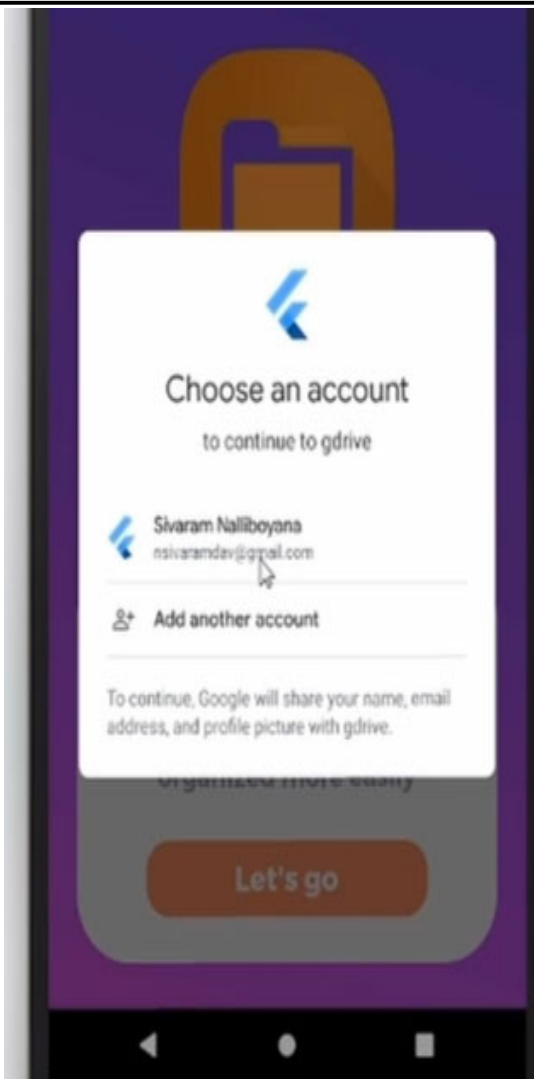 Choose an account
to continue to gdrive
Sivaram Nalliboyana
nsivaramdev@gmail.com
Add another account
To continue, Google will share your name, email
address, and profile picture with gdrive.
organized more easily
Let's go